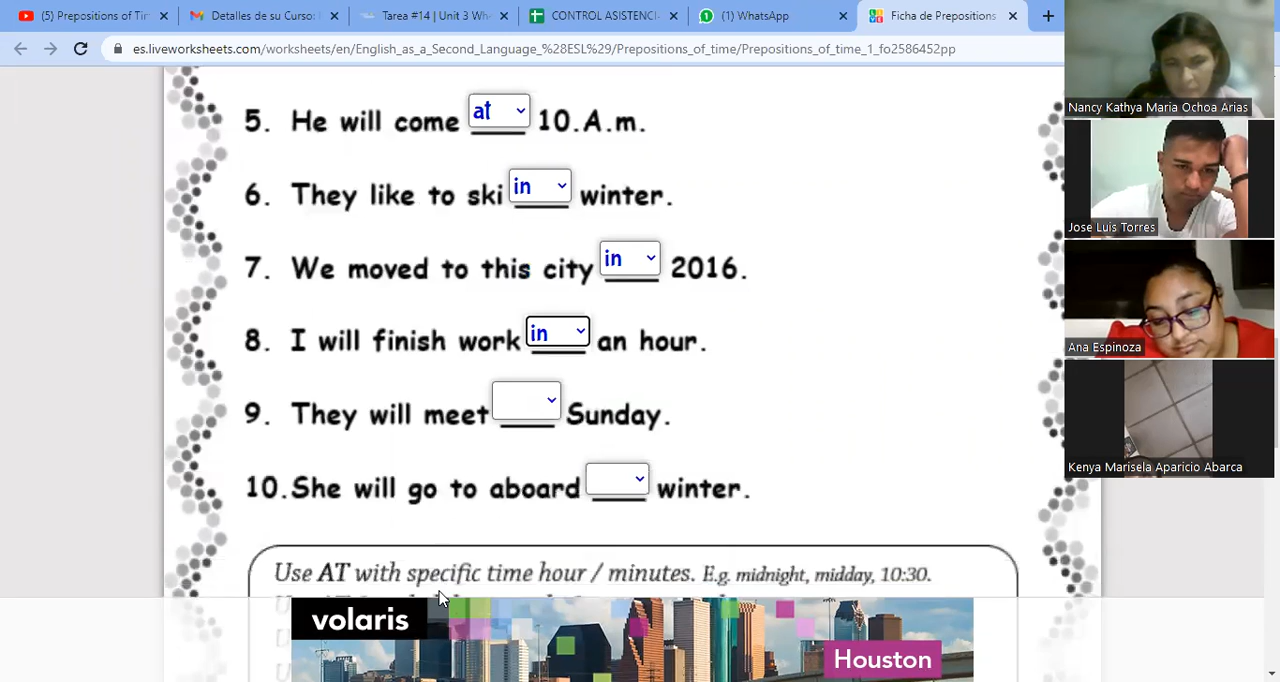 (5) Prepositions of Tir
Detalles de su Curso:
Tarea #14 | Unit 3 Wh-
CONTROL ASISTENCI
(1) WhatsApp
Ficha de Prepositions
es.liveworksheets.com/worksheets/en/English_as_a_Second_Language_%28ESL%29/Prepositions_of_time/Prepositions_of_time_1_fo2586452pp
5. He will come at 10.A.m.
6. They like to ski in winter.
7. We moved to this city in 2016.
8. I will finish work in an hour.
9. They will meet Sunday.
10.She will go to aboard winter.
Use AT with specific time hour / minutes. E.g. midnight, midday, 10:30.
volaris
Houston
Nancy Kathya Maria Ochoa Arias
Jose Luis Torres
Ana Espinoza
Kenya Marisela Aparicio Abarca